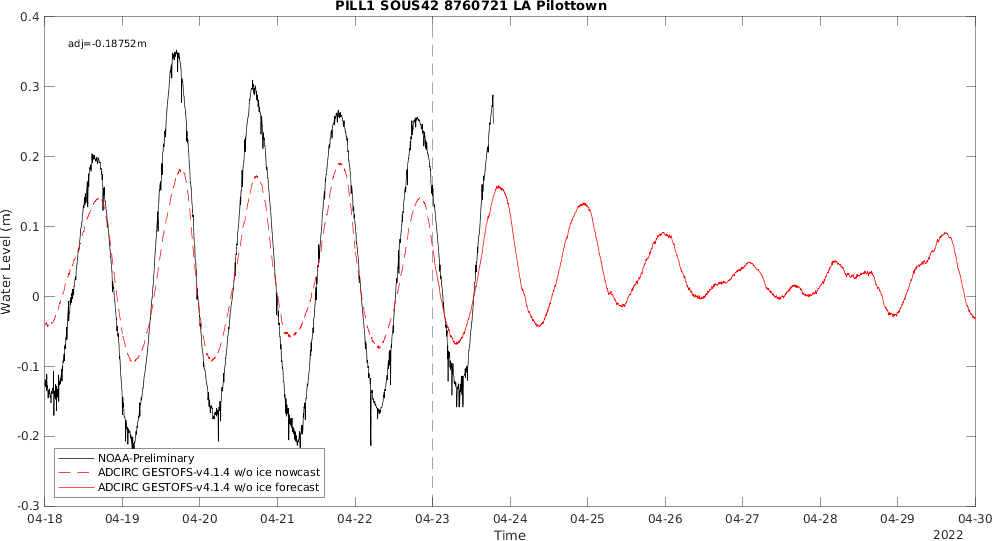 PILL1 SOUS42 8760721 LA Pilottown
adj=-0.18752m
Water Level (m)
0.4
0.3
0.2
0.1
0
-0.1
-0.2
-0.3
NOAA-Preliminary
ADCIRC GESTOFS-v4.1.4 w/o ice nowcast
ADCIRC GESTOFS-v4.1.4 w/o ice forecast
04-18 04-19 04-20 04-21 04-22 04-23 04-24 04-25 04-26 04-27 04-28 04-29 04-30
Time
2022